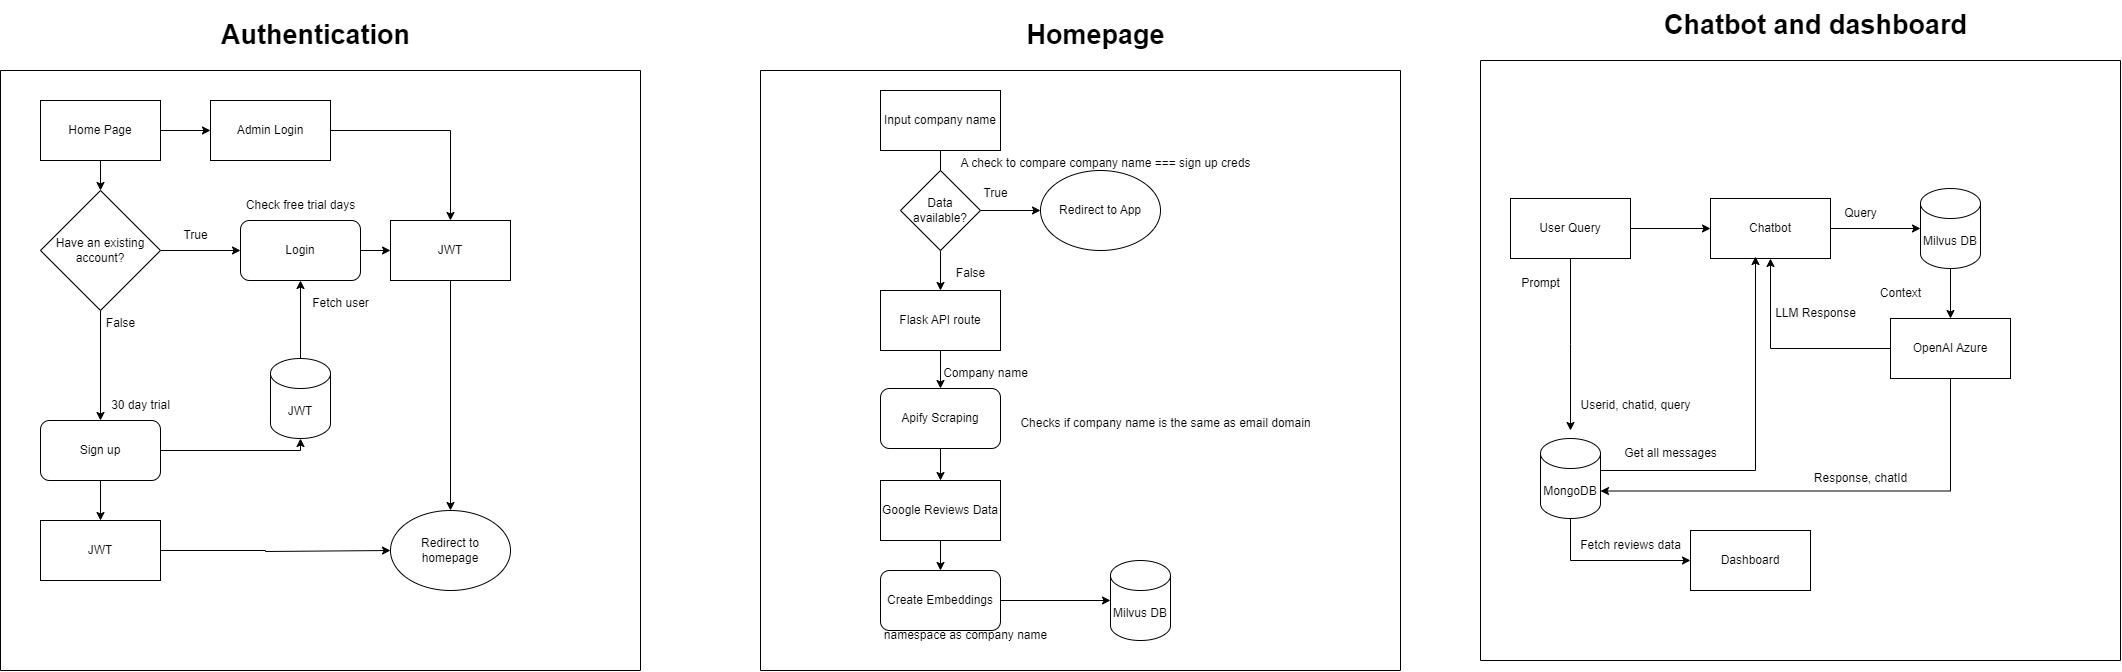 Authentication
Home Page
Admin Login
Check free trial days
Have an existing
account?
True
Login
JWT
Fetch user
False
JWT
30 day trial
Sign up
JWT
Redirect to
homepage
Homepage
Input company name
A check to compare company name === sign up creds
Data
available?
True
Redirect to App
False
Flask API route
Company name
Apify Scraping
Checks if company name is the same as email domain
Google Reviews Data
Create Embeddings
namespace as company name
Milvus DB
Chatbot and dashboard
User Query
Chatbot
Query
Milvus DB
Prompt
Context
LLM Response
OpenAI Azure
Userid, chatid, query
Get all messages
MongoDB
Response, chatId
Fetch reviews data
Dashboard